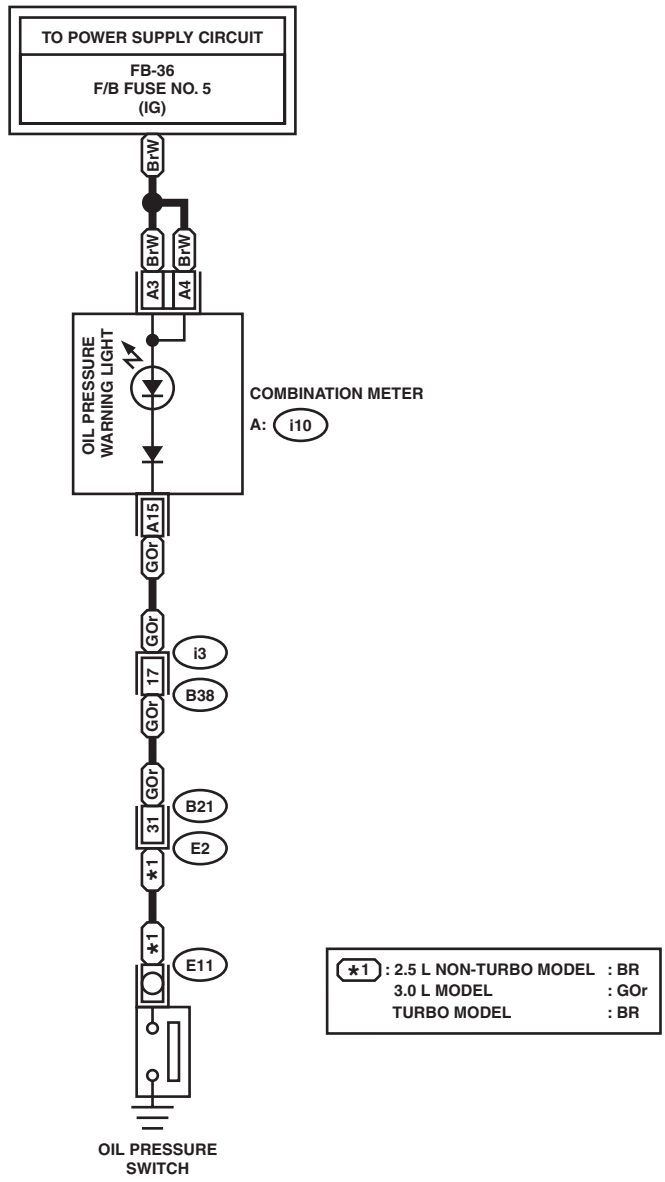 TO POWER SUPPLY CIRCUIT
FB-36
F/B FUSE NO. 5
(IG)
BrW
BrW
BrW
A3
A4
OIL PRESSURE
WARNING LIGHT
COMBINATION METER
A: i10
A15
GOr
GOr
i3
17
B38
GOr
GOr
B21
31
E2
*1
*1
E11
*1 : 2.5 L NON-TURBO MODEL : BR
3.0 L MODEL : GOr
TURBO MODEL : BR
OIL PRESSURE
SWITCH